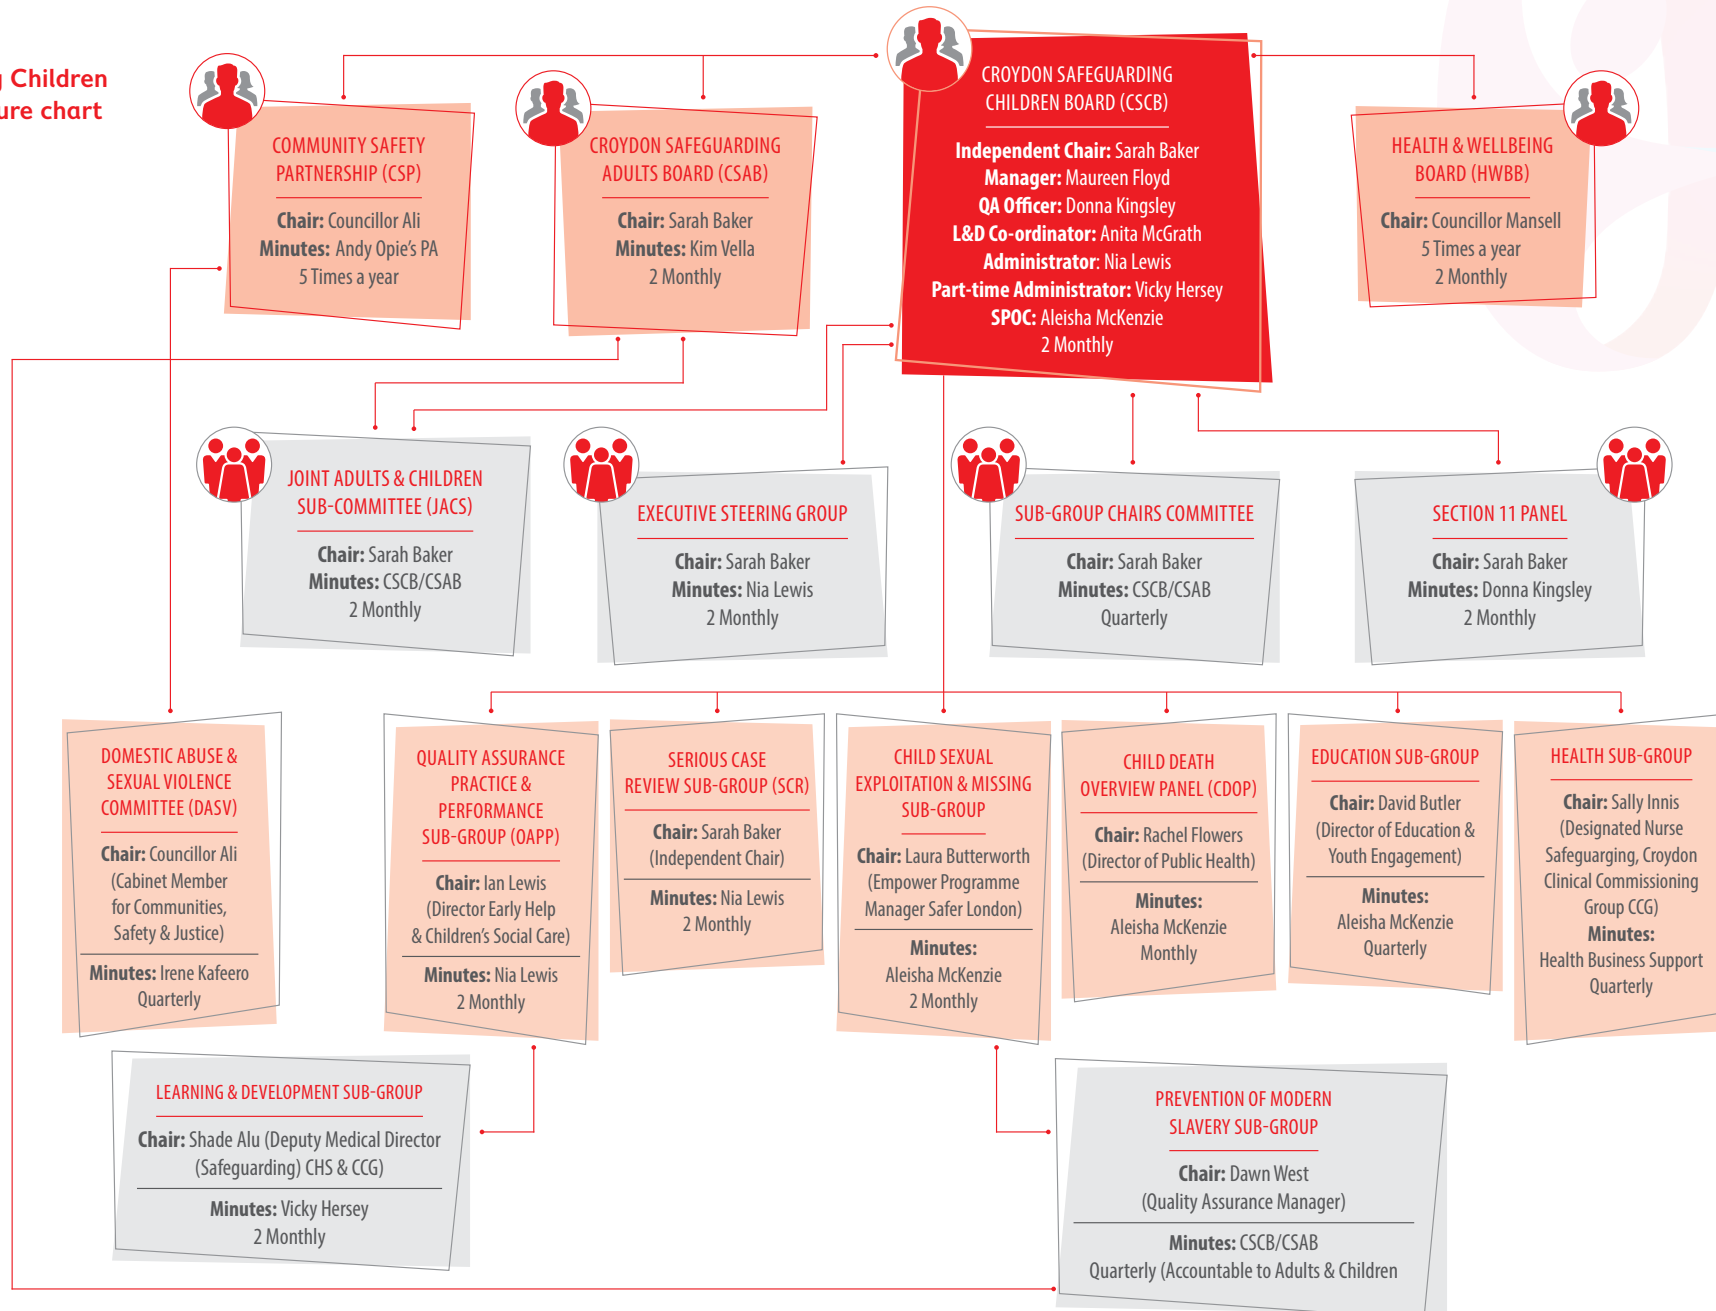 g Children
ure chart
COMMUNITY SAFETY
PARTNERSHIP (CSP)
Chair: Councillor Ali
Minutes: Andy Opie's PA
5 Times a year
CROYDON SAFEGUARDING
ADULTS BOARD (CSAB)
Chair: Sarah Baker
Minutes: Kim Vella
2 Monthly
CROYDON SAFEGUARDING
CHILDREN BOARD (CSCB)
Independent Chair: Sarah Baker
Manager: Maureen Floyd
QA Officer: Donna Kingsley
L&D Co-ordinator: Anita McGrath
Administrator: Nia Lewis
Part-time Administrator: Vicky Hersey
SPOC: Aleisha McKenzie
2 Monthly
HEALTH & WELLBEING
BOARD (HWBB)
Chair: Councillor Mansell
5 Times a year
2 Monthly
JOINT ADULTS & CHILDREN
SUB-COMMITTEE (JACS)
Chair: Sarah Baker
Minutes: CSCB/CSAB
2 Monthly
EXECUTIVE STEERING GROUP
Chair: Sarah Baker
Minutes: Nia Lewis
2 Monthly
SUB-GROUP CHAIRS COMMITTEE
Chair: Sarah Baker
Minutes: CSCB/CSAB
Quarterly
SECTION 11 PANEL
Chair: Sarah Baker
Minutes: Donna Kingsley
2 Monthly
DOMESTIC ABUSE &
SEXUAL VIOLENCE
COMMITTEE (DASV)
Chair: Councillor Ali
(Cabinet Member
for Communities,
Safety & Justice)
Minutes: Irene Kafeero
Quarterly
QUALITY ASSURANCE
PRACTICE &
PERFORMANCE
SUB-GROUP (OAPP)
Chair: Ian Lewis
(Director Early Help
& Children's Social Care)
Minutes: Nia Lewis
2 Monthly
SERIOUS CASE
REVIEW SUB-GROUP (SCR)
Chair: Sarah Baker
(Independent Chair)
Minutes: Nia Lewis
2 Monthly
CHILD SEXUAL
EXPLOITATION & MISSING
SUB-GROUP
Chair: Laura Butterworth
(Empower Programme
Manager Safer London)
Minutes:
Aleisha McKenzie
2 Monthly
CHILD DEATH
OVERVIEW PANEL (CDOP)
Chair: Rachel Flowers
(Director of Public Health)
Minutes:
Aleisha McKenzie
Monthly
EDUCATION SUB-GROUP
Chair: David Butler
(Director of Education &
Youth Engagement)
Minutes:
Aleisha McKenzie
Quarterly
HEALTH SUB-GROUP
Chair: Sally Innis
(Designated Nurse
Safeguarging, Croydon
Clinical Commissioning
Group CCG)
Minutes:
Health Business Support
Quarterly
LEARNING & DEVELOPMENT SUB-GROUP
Chair: Shade Alu (Deputy Medical Director
(Safeguarding) CHS & CCG)
Minutes: Vicky Hersey
2 Monthly
PREVENTION OF MODERN
SLAVERY SUB-GROUP
Chair: Dawn West
(Quality Assurance Manager)
Minutes: CSCB/CSAB
Quarterly (Accountable to Adults & Children